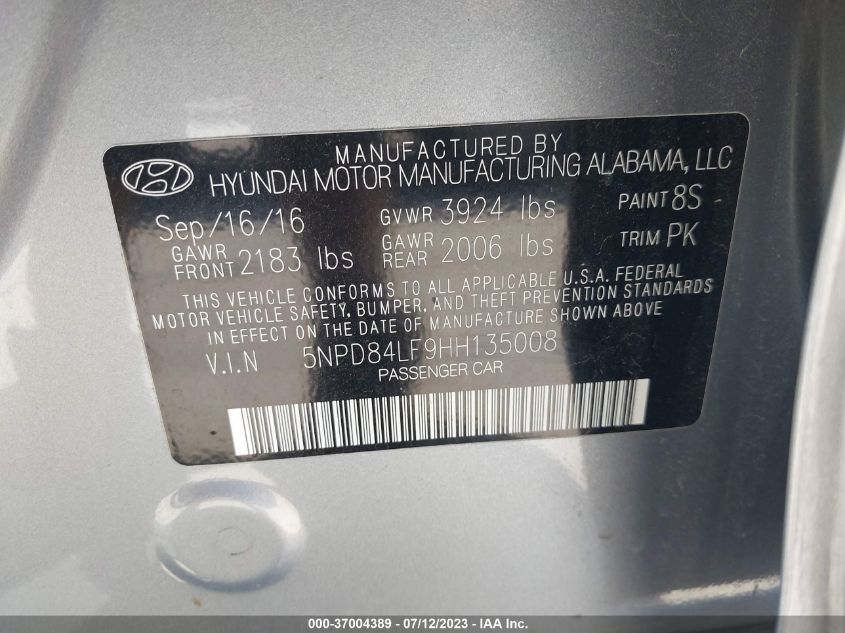 MANUFACTURED BY
HYUNDAI MOTOR MANUFACTURING ALABAMA, LLC
Sep/16/16 GVWR 3924 lbs PAINT 8S
GAWR FRONT 2183 lbs GAWR REAR 2006 lbs TRIM PK
THIS VEHICLE CONFORMS TO ALL APPLICABLE U.S.A. FEDERAL
MOTOR VEHICLE SAFETY, BUMPER, AND THEFT PREVENTION STANDARDS
IN EFFECT ON THE DATE OF MANUFACTURE SHOWN ABOVE
V.I.N 5NPD84LF9HH135008
PASSENGER CAR
000-37004389 - 07/12/2023 - IAA Inc.